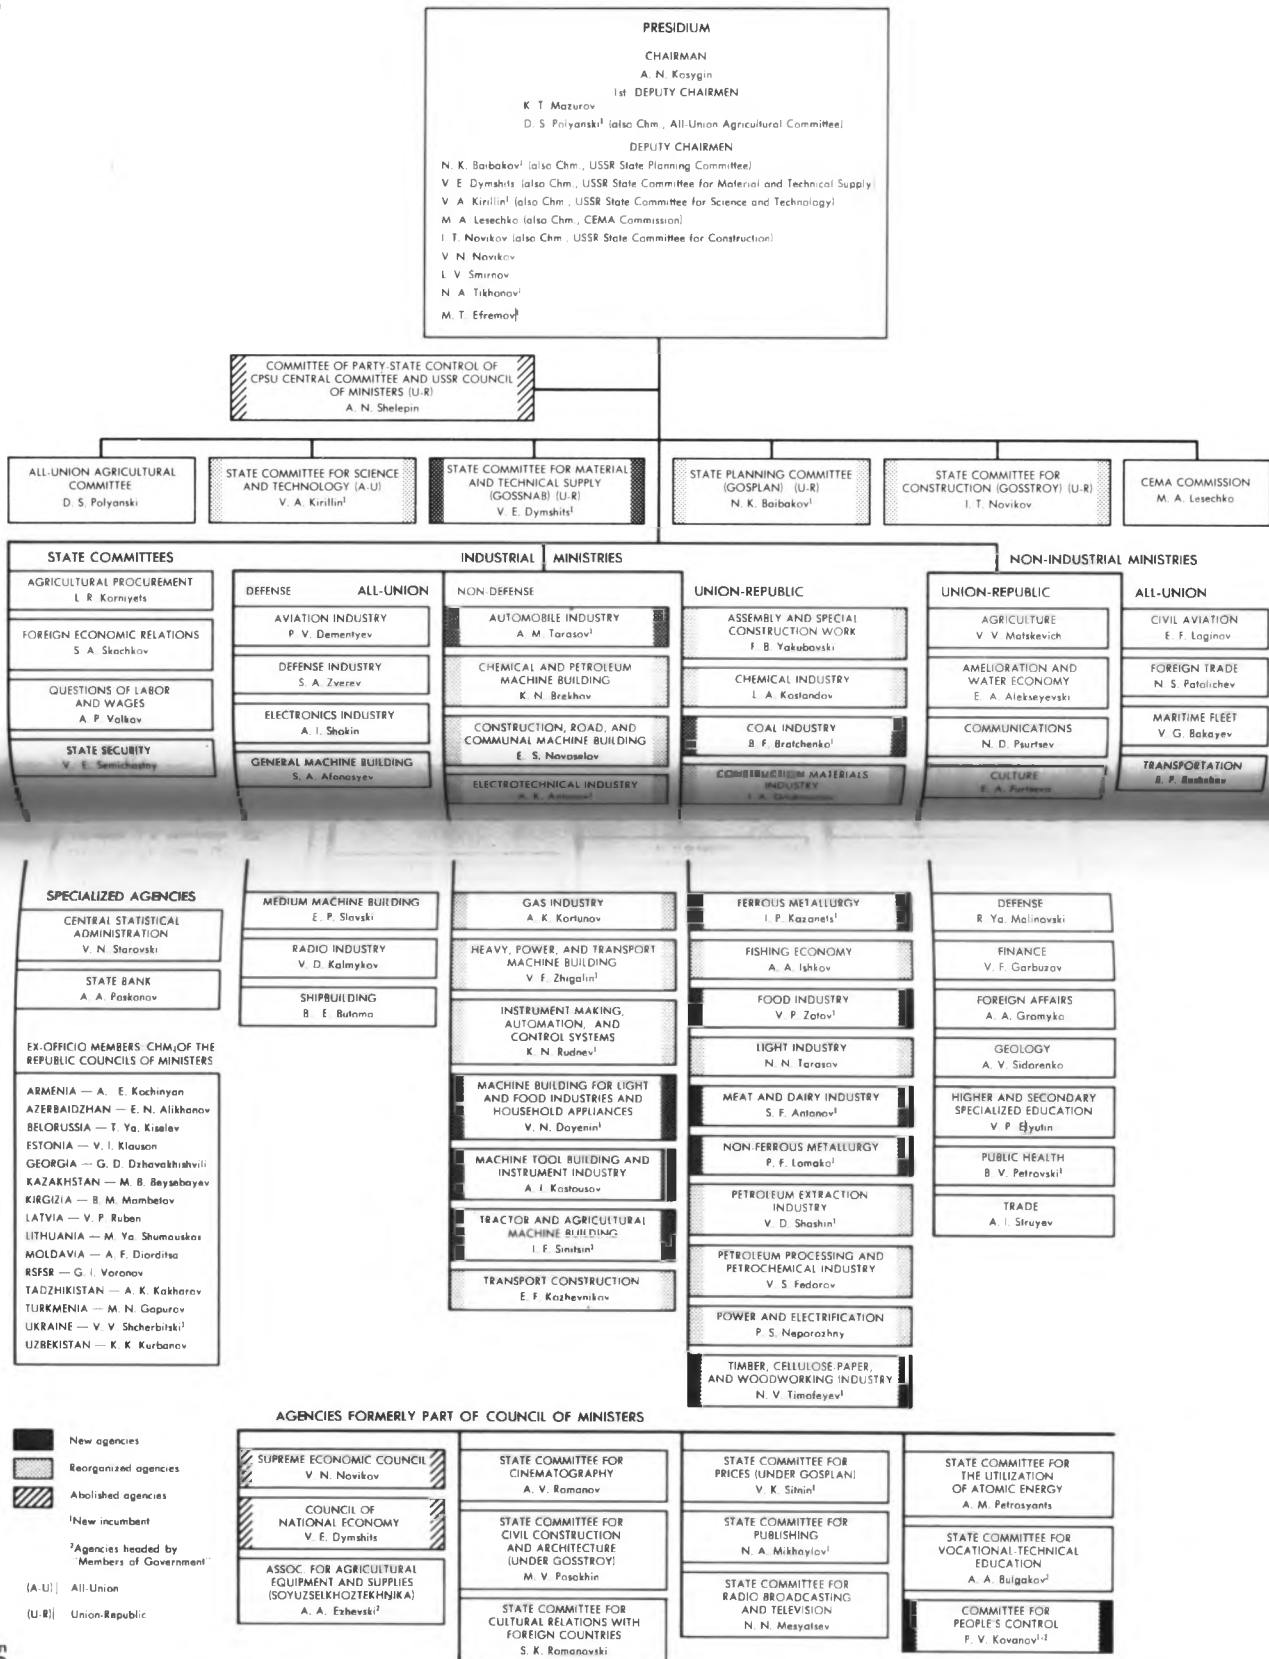 PRESIDIUM
CHAIRMAN
A. N. Kosygin
1st DEPUTY CHAIRMEN
K T Mazurov
D. S Polyanski¹ (also Chm., All-Union Agricultural Committee)
DEPUTY CHAIRMEN
N. K. Baibakov¹ (also Chm., USSR State Planning Committee)
V E Dymshits (also Chm., USSR State Committee for Material and Technical Supply)
V A Kirillin¹ (also Chm., USSR State Committee for Science and Technology)
M A Lesechko (also Chm., CEMA Commission)
I T. Novikov (also Chm., USSR State Committee for Construction)
V N Novikov
L V Smirnov
N A Tikhonov¹
M. T. Efremov¹
COMMITTEE OF PARTY-STATE CONTROL OF
CPSU CENTRAL COMMITTEE AND USSR COUNCIL
OF MINISTERS (U-R)
A. N. Shelepin
ALL-UNION AGRICULTURAL
COMMITTEE
D. S. Polyanski
STATE COMMITTEE FOR SCIENCE
AND TECHNOLOGY (A-U)
V. A. Kirillin¹
STATE COMMITTEE FOR MATERIAL
AND TECHNICAL SUPPLY
(GOSSNAB) (U-R)
V. E. Dymshits¹
STATE PLANNING COMMITTEE
(GOSPLAN) (U-R)
N. K. Baibakov¹
STATE COMMITTEE FOR
CONSTRUCTION (GOSSTROY) (U-R)
I. T. Novikov
CEMA COMMISSION
M. A. Lesechko
STATE COMMITTEES
AGRICULTURAL PROCUREMENT
L R. Korniyets
FOREIGN ECONOMIC RELATIONS
S A. Skachkov
QUESTIONS OF LABOR
AND WAGES
A. P. Volkov
STATE SECURITY
V. E. Semichastny
INDUSTRIAL MINISTRIES
DEFENSE ALL-UNION
AVIATION INDUSTRY
P. V. Dementyev
DEFENSE INDUSTRY
S. A. Zverev
ELECTRONICS INDUSTRY
A. I. Shokin
GENERAL MACHINE BUILDING
S. A. Afanasyev
NON-DEFENSE
AUTOMOBILE INDUSTRY
A. M. Tarasov¹
CHEMICAL AND PETROLEUM
MACHINE BUILDING
K. N. Brekhov
CONSTRUCTION, ROAD, AND
COMMUNAL MACHINE BUILDING
E. S. Novoselov
ELECTROTECHNICAL INDUSTRY
A. K. Antonov¹
UNION-REPUBLIC
ASSEMBLY AND SPECIAL
CONSTRUCTION WORK
F. B. Yakubovski
CHEMICAL INDUSTRY
L. A. Kostandov
COAL INDUSTRY
B. F. Bratchenko¹
CONSTRUCTION MATERIALS
INDUSTRY
NON-INDUSTRIAL MINISTRIES
UNION-REPUBLIC
AGRICULTURE
V. V. Matskevich
AMELIORATION AND
WATER ECONOMY
E. A. Alekseyevski
COMMUNICATIONS
N. D. Psurtsev
CULTURE
E. A. Furtseva
ALL-UNION
CIVIL AVIATION
E. F. Loginov
FOREIGN TRADE
N. S. Patolichev
MARITIME FLEET
V. G. Bakayev
TRANSPORTATION
SPECIALIZED AGENCIES
CENTRAL STATISTICAL
ADMINISTRATION
V. N. Starovski
STATE BANK
A. A. Poskonov
EX-OFFICIO MEMBERS: CHM. OF THE
REPUBLIC COUNCILS OF MINISTERS
ARMENIA — A. E. Kochinyan
AZERBAIDZHAN — E. N. Alikhanov
BELORUSSIA — T. Ya. Kiselev
ESTONIA — V. I. Klauson
GEORGIA — G. D. Dzhavakhishvili
KAZAKHSTAN — M. B. Beysebayev
KIRGIZIA — B. M. Mambetov
LATVIA — V. P. Ruben
LITHUANIA — M. Ya. Shumauskas
MOLDAVIA — A. F. Diorditsa
RSFSR — G. I. Voronov
TADZHIKISTAN — A. K. Kakharov
TURKMENIA — M. N. Gapurov
UKRAINE — V. V. Shcherbitski¹
UZBEKISTAN — K. K. Kurbanov
MEDIUM MACHINE BUILDING
E. P. Slavski
RADIO INDUSTRY
V. D. Kalmykov
SHIPBUILDING
B. E. Butoma
GAS INDUSTRY
A. K. Kortunov
HEAVY, POWER, AND TRANSPORT
MACHINE BUILDING
V F. Zhigalin¹
INSTRUMENT MAKING,
AUTOMATION, AND
CONTROL SYSTEMS
K. N. Rudnev¹
MACHINE BUILDING FOR LIGHT
AND FOOD INDUSTRIES AND
HOUSEHOLD APPLIANCES
V. N. Doyenin¹
MACHINE TOOL BUILDING AND
INSTRUMENT INDUSTRY
A. I. Kostousov
TRACTOR AND AGRICULTURAL
MACHINE BUILDING
I. F. Sinitsin¹
TRANSPORT CONSTRUCTION
E. F. Kozhevnikov
FERROUS METALLURGY
I. P. Kazanets¹
FISHING ECONOMY
A. A. Ishkov
FOOD INDUSTRY
V. P. Zotov¹
LIGHT INDUSTRY
N. N. Tarasov
MEAT AND DAIRY INDUSTRY
S. F. Antonov¹
NON-FERROUS METALLURGY
P. F. Lomako¹
PETROLEUM EXTRACTION
INDUSTRY
V. D. Shashin¹
PETROLEUM PROCESSING AND
PETROCHEMICAL INDUSTRY
V. S. Fedorov
POWER AND ELECTRIFICATION
P. S. Neporozhny
TIMBER, CELLULOSE-PAPER,
AND WOODWORKING INDUSTRY
N. V. Timofeyev¹
DEFENSE
R. Ya. Malinovski
FINANCE
V. F. Garbuzov
FOREIGN AFFAIRS
A. A. Gromyko
GEOLOGY
A. V. Sidorenko
HIGHER AND SECONDARY
SPECIALIZED EDUCATION
V. P. Elyutin
PUBLIC HEALTH
B. V. Petrovski¹
TRADE
A. I. Struyev
AGENCIES FORMERLY PART OF COUNCIL OF MINISTERS
New agencies
Reorganized agencies
Abolished agencies
¹New incumbent
²Agencies headed by
"Members of Government"
(A-U) All-Union
(U-R) Union-Republic
SUPREME ECONOMIC COUNCIL
V. N. Novikov
COUNCIL OF
NATIONAL ECONOMY
V. E. Dymshits
ASSOC. FOR AGRICULTURAL
EQUIPMENT AND SUPPLIES
(SOYUZSELKHOZTEKHNIKA)
A. A. Ezhevski²
STATE COMMITTEE FOR
CINEMATOGRAPHY
A. V. Romanov
STATE COMMITTEE FOR
CIVIL CONSTRUCTION
AND ARCHITECTURE
(UNDER GOSSTROY)
M. V. Posokhin
STATE COMMITTEE FOR
CULTURAL RELATIONS WITH
FOREIGN COUNTRIES
S. K. Romanovski
STATE COMMITTEE FOR
PRICES (UNDER GOSPLAN)
V. K. Sitnin¹
STATE COMMITTEE FOR
PUBLISHING
N. A. Mikhaylov¹
STATE COMMITTEE FOR
RADIO BROADCASTING
AND TELEVISION
N. N. Mesyatsev
STATE COMMITTEE FOR
THE UTILIZATION
OF ATOMIC ENERGY
A. M. Petrosyants
STATE COMMITTEE FOR
VOCATIONAL-TECHNICAL
EDUCATION
A. A. Bulgakov²
COMMITTEE FOR
PEOPLE'S CONTROL
P. V. Kovanov¹˒²